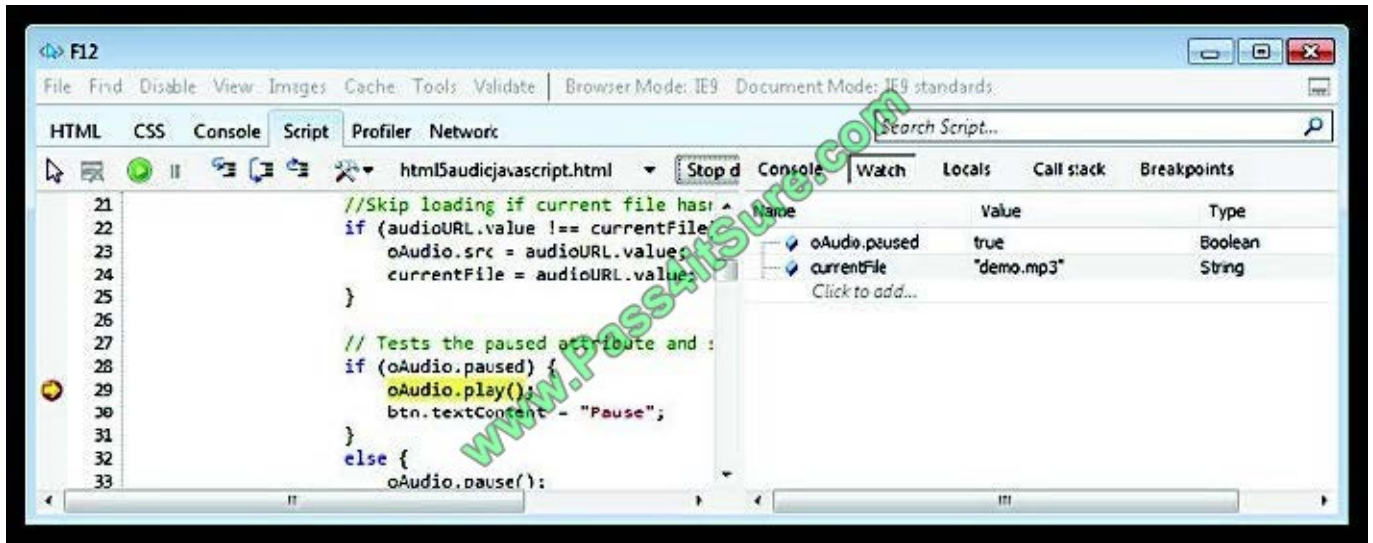 F12
File Find Disable View Images Cache Tools Validate Browser Mode: IE9 Document Mode: IE9 standards
HTML CSS Console Script Profiler Network
Search Script...
html5audiojavascript.html
Stop d
Console Watch Locals Call stack Breakpoints
21 //Skip loading if current file has
22 if (audioURL.value !== currentFile
23 oAudio.src = audioURL.value;
24 currentFile = audioURL.value;
25 }
26
27 // Tests the paused attribute and s
28 if (oAudio.paused) {
29 oAudio.play();
30 btn.textContent = "Pause";
31 }
32 else {
33 oAudio.pause();
Name Value Type
oAudio.paused true Boolean
currentFile "demo.mp3" String
Click to add...
www.Pass4itSure.com